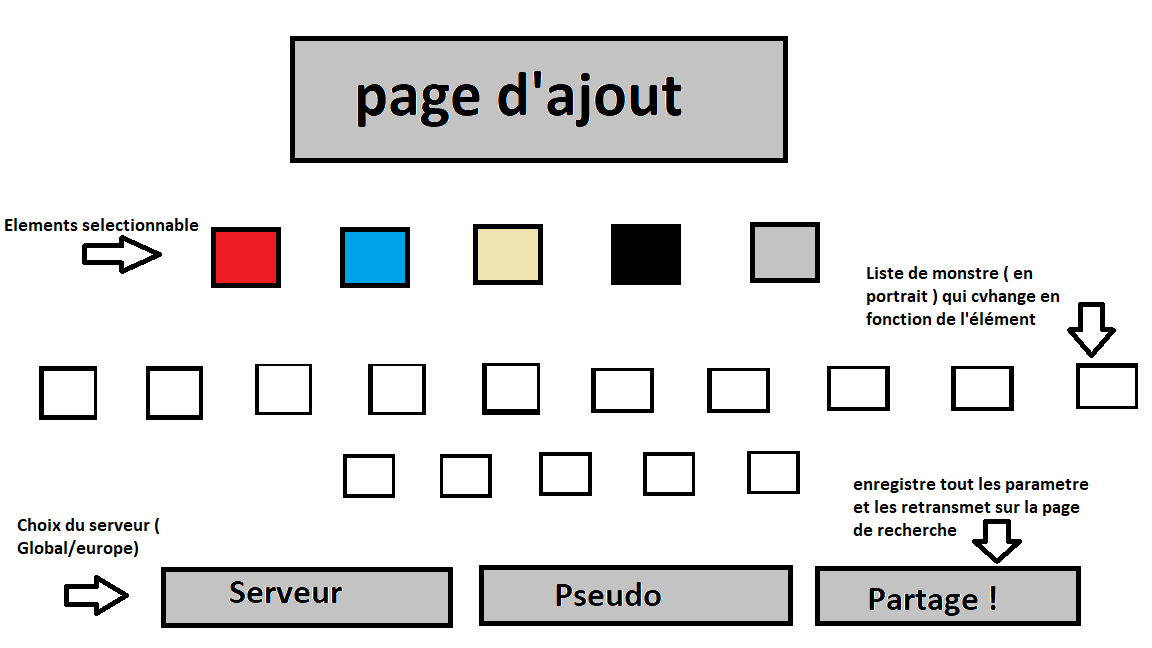 page d'ajout
Elements selectionnable
Liste de monstre ( en
portrait ) qui cvhange en
fonction de l'élément
enregistre tout les parametre
et les retransmet sur la page
de recherche
Choix du serveur (
Global/europe)
Serveur
Pseudo
Partage !